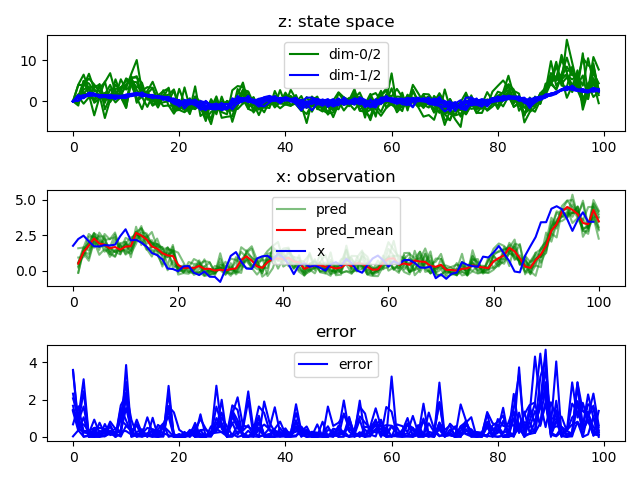 z: state space
10
0
dim-0/2
dim-1/2
0 20 40 60 80 100
x: observation
5.0
2.5
0.0
pred
pred_mean
x
0 20 40 60 80 100
error
4
2
0
error
0 20 40 60 80 100